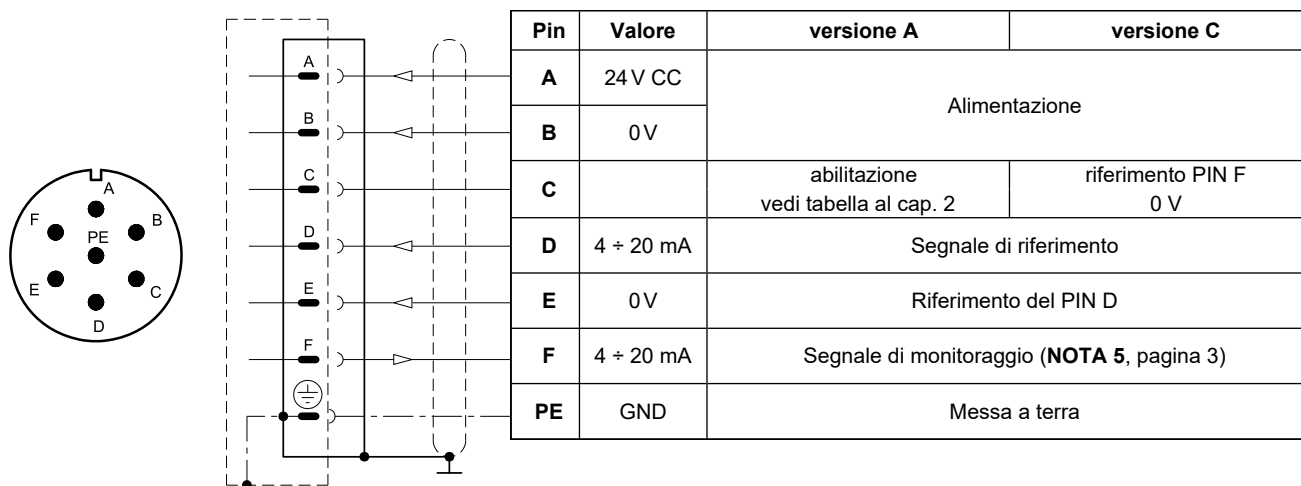 A
B
C
D
E
F
PE
A
B
C
D
E
F
Pin Valore versione A versione C
A 24 V CC Alimentazione
B 0 V
C abilitazione riferimento PIN F
vedi tabella al cap. 2 0 V
D 4 ÷ 20 mA Segnale di riferimento
E 0 V Riferimento del PIN D
F 4 ÷ 20 mA Segnale di monitoraggio (NOTA 5, pagina 3)
PE GND Messa a terra